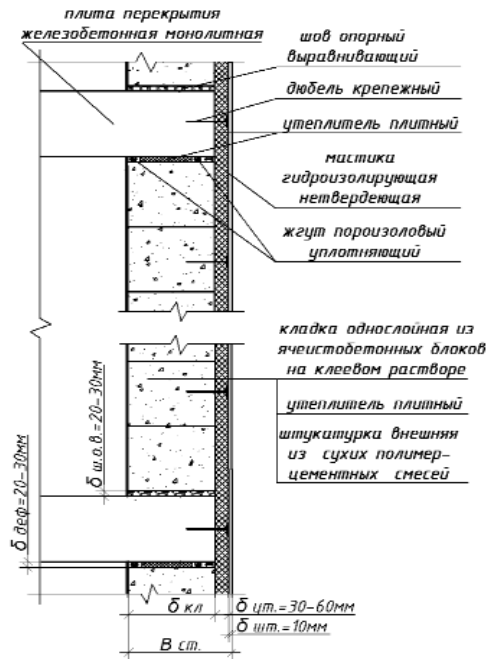 плита перекрытия
железобетонная монолитная
шов опорный
выравнивающий
дюбель крепежный
утеплитель плитный
мастика
гидроизолирующая
нетвердеющая
жгут пороизоловый
уплотняющий
кладка однослойная из
ячеистобетонных блоков
на клеевом растворе
утеплитель плитный
штукатурка внешняя
из сухих полимер-
цементных смесей
δ ш.о.в.=20-30мм
δ деф=20-30мм
δ кл
δ ут.=30-60мм
δ шт.=10мм
В ст.